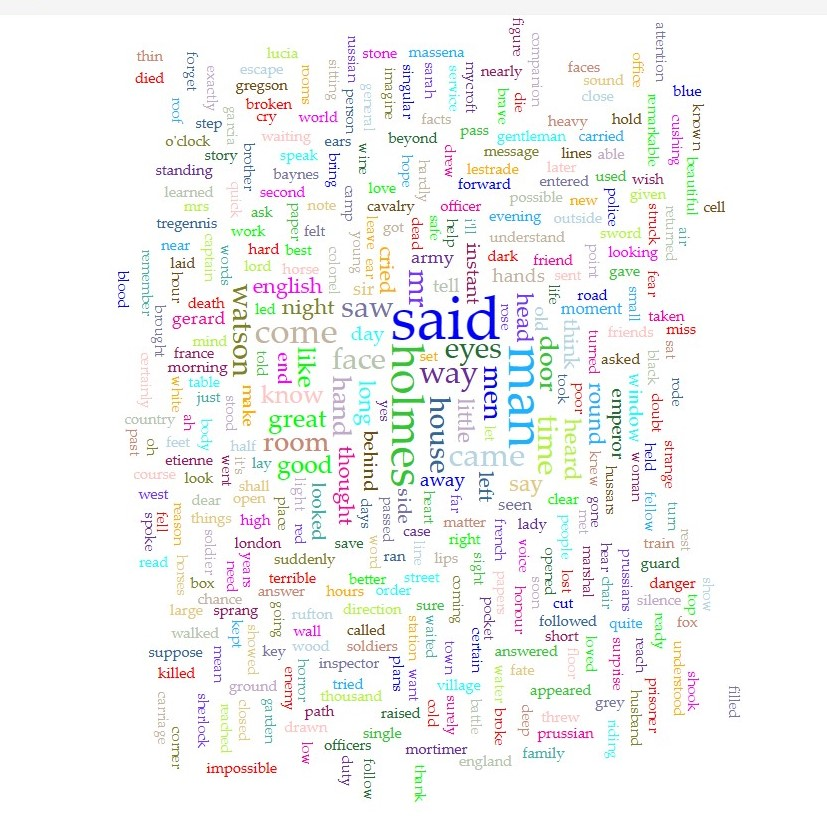 thin
died
forget
exactly
lucia
escape
gregson
broken
cry
rooms
world
sitting
russian
person
stone
general
imagine
massena
singular
sarah
facts
service
mycroft
nearly
figure
die
brave
companion
faces
sound
close
office
attention
blue
known
roof
step
o'clock
story
standing
garcia
brother
waiting
speak
baynes
second
ears
bring
wine
beyond
hope
hardly
drew
pass
gentleman
message
lestrade
forward
heavy
carried
lines
able
later
entered
hold
used
wish
remarkable
cushing
beautiful
cell
learned
mrs
tregennis
near
quick
ask
work
paper
note
felt
camp
love
cavalry
got
officer
safe
help
i'll
possible
new
evening
outside
understand
police
sword
given
struck
returned
air
looking
remember
laid
hour
captain
words
hard
best
lord
horse
colonel
young
leave
ear
sir
cried
dead
army
tell
instant
dark
friend
hands
sent
point
gave
fear
blood
brought
death
gerard
mind
france
morning
watson
english
led
night
saw
mr
said
rose
head
life
old
road
moment
think
small
taken
friends
miss
sat
certainly
white
table
just
told
end
like
come
day
face
set
eyes
way
men
man
door
took
turned
poor
asked
black
doubt
rode
country
past
oh
ah
feet
body
stood
make
know
great
room
half
it's
hand
long
yes
holmes
house
little
let
came
time
heard
round
knew
emperor
hussars
window
woman
held
strange
etienne
course
look
went
lay
good
shall
thought
behind
away
left
say
seen
west
fell
spoke
reason
dear
things
open
high
place
light
red
looked
days
passed
side
heart
far
case
matter
lady
clear
met
gone
fellow
turn
rest
train
read
horses
soldier
london
years
need
suddenly
save
word
ran
line
lips
right
sight
french
voice
people
opened
lost
marshal
hear
chair
prussians
guard
danger
silence
top
show
box
chance
large
sprang
terrible
answer
going
hours
better
order
street
direction
rufton
coming
sure
pocket
papers
honour
soon
cut
followed
quite
short
ready
fox
walked
suppose
killed
kept
mean
showed
key
wall
wood
called
soldiers
inspector
horror
station
waited
town
certain
answered
fate
floor
loved
surprise
reach
understood
shook
filled
ground
enemy
tried
thousand
plans
want
village
surely
battle
water
broke
appeared
grey
husband
prisoner
carriage
corner
sherlock
reached
closed
garden
path
drawn
low
raised
single
cold
deep
threw
prussian
riding
impossible
officers
duty
follow
mortimer
thank
england
family